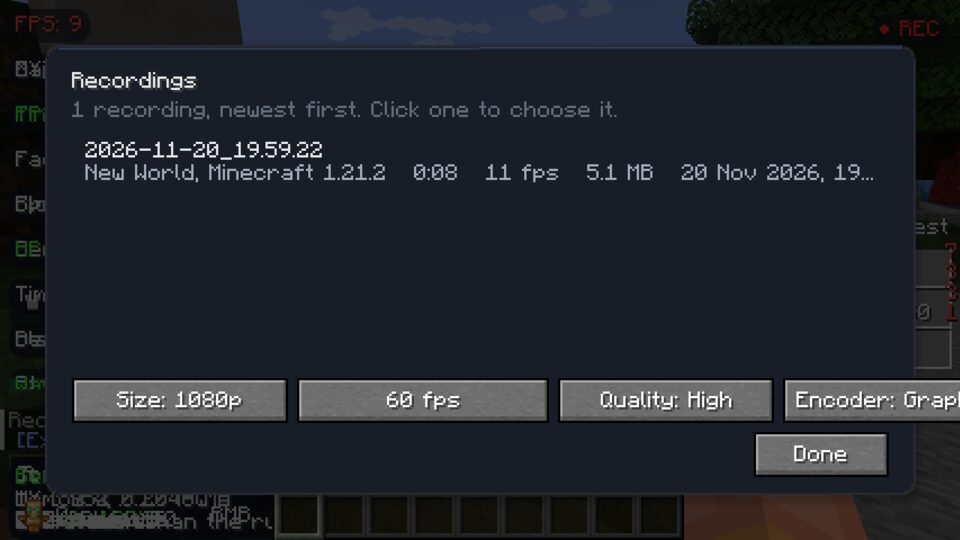 FPS: 9
REC
Recordings
1 recording, newest first. Click one to choose it.
2026-11-20_19.59.22
New World, Minecraft 1.21.2 0:08 11 fps 5.1 MB 20 Nov 2026, 19...
Size: 1080p
60 fps
Quality: High
Encoder: Grap
Done